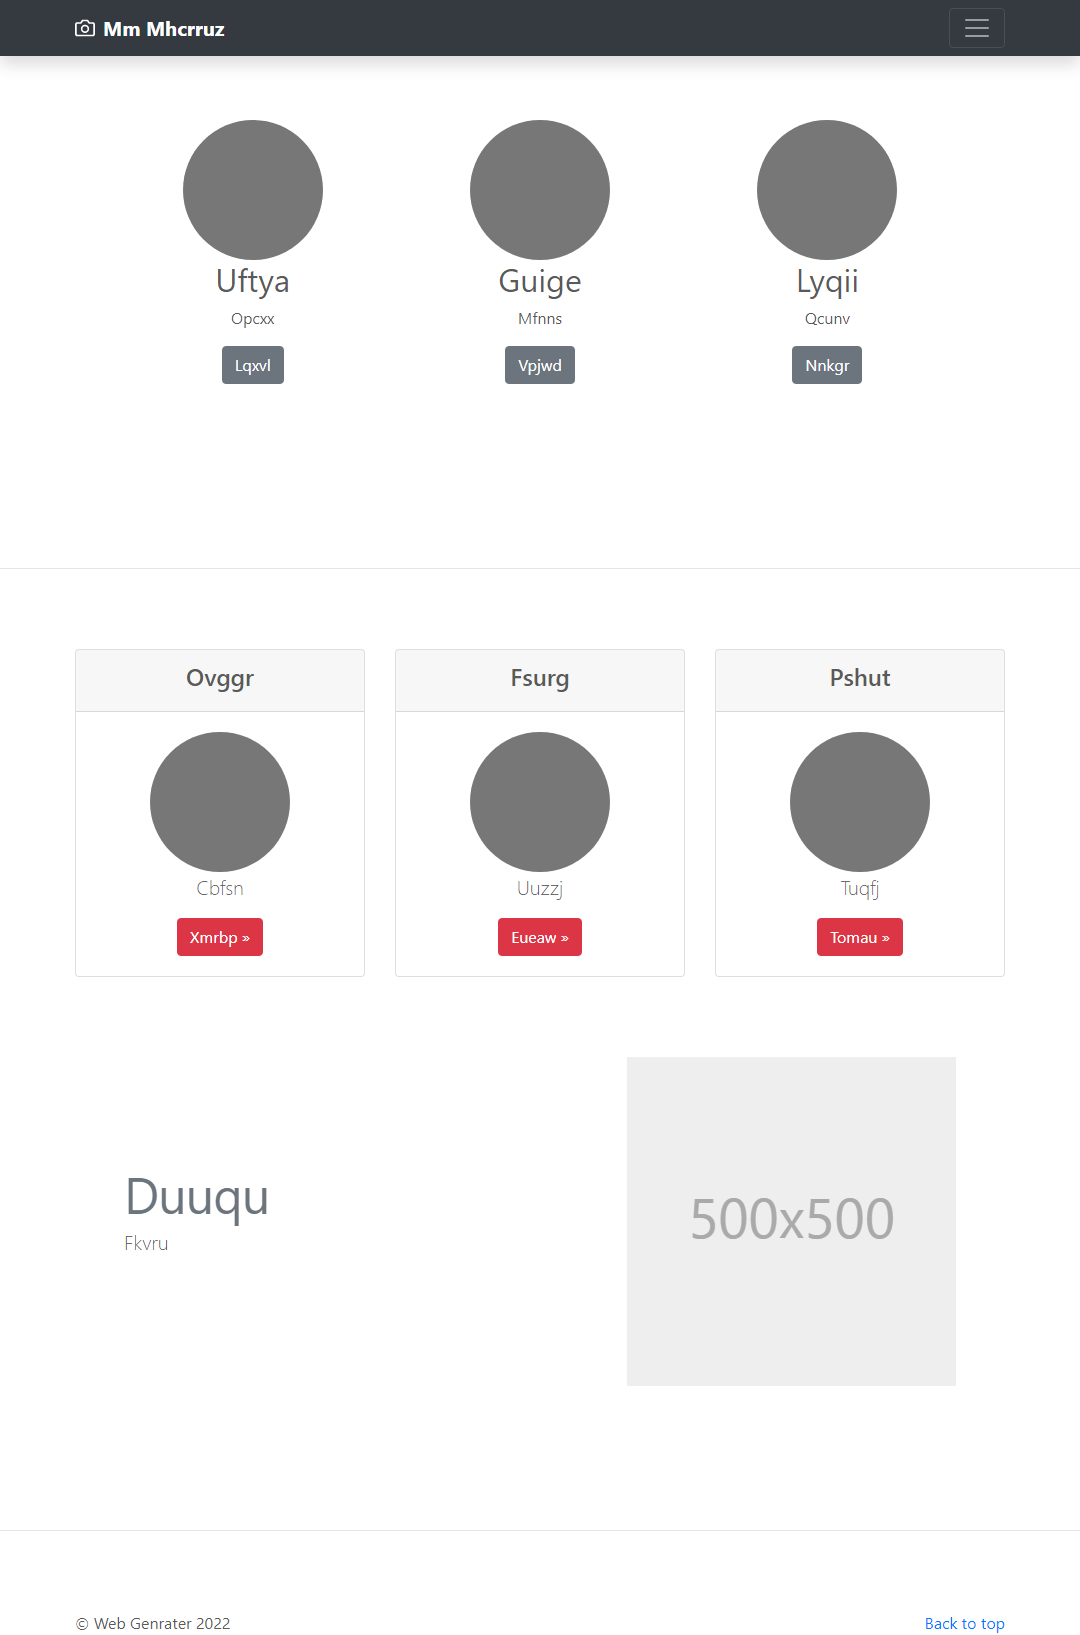 Mm Mhcrruz
Uftya
Opcxx
Lqxvl
Guige
Mfnns
Vpjwd
Lyqii
Qcunv
Nnkgr
Ovggr
Cbfsn
Xmrbp »
Fsurg
Uuzzj
Eueaw »
Pshut
Tuqfj
Tomau »
Duuqu
Fkvru
500x500
© Web Genrater 2022
Back to top